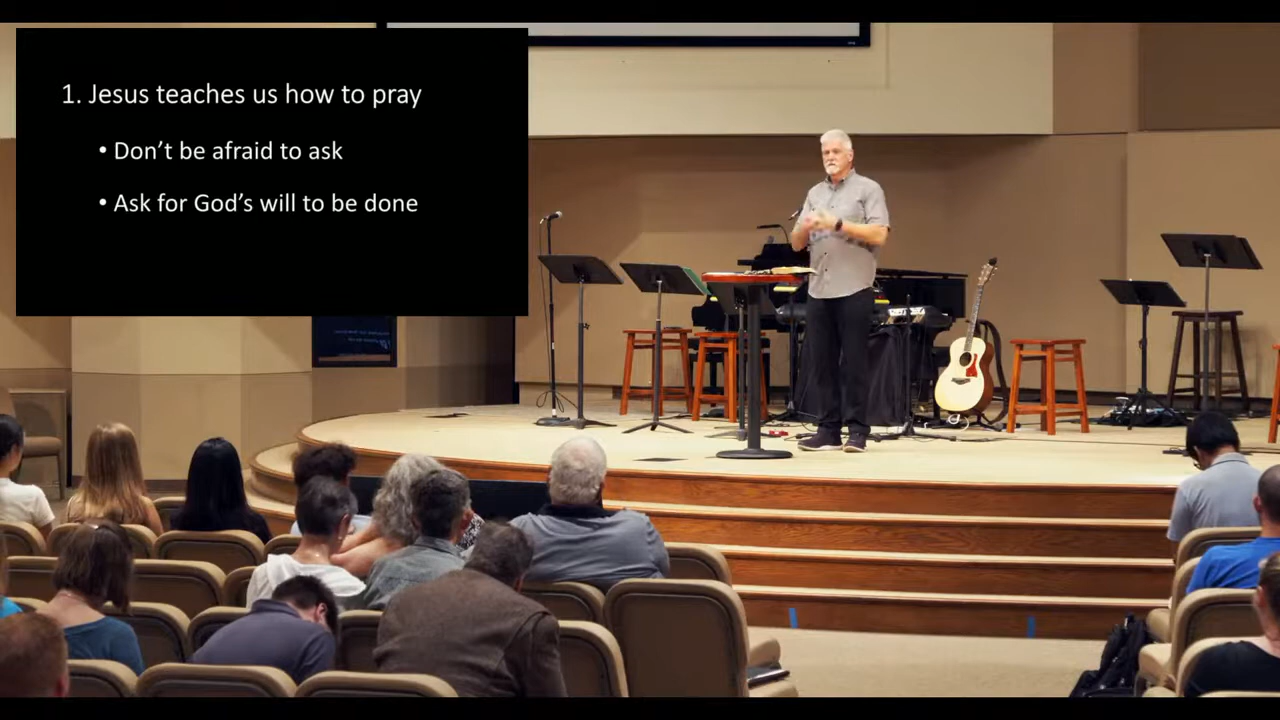 1. Jesus teaches us how to pray
• Don’t be afraid to ask
• Ask for God’s will to be done